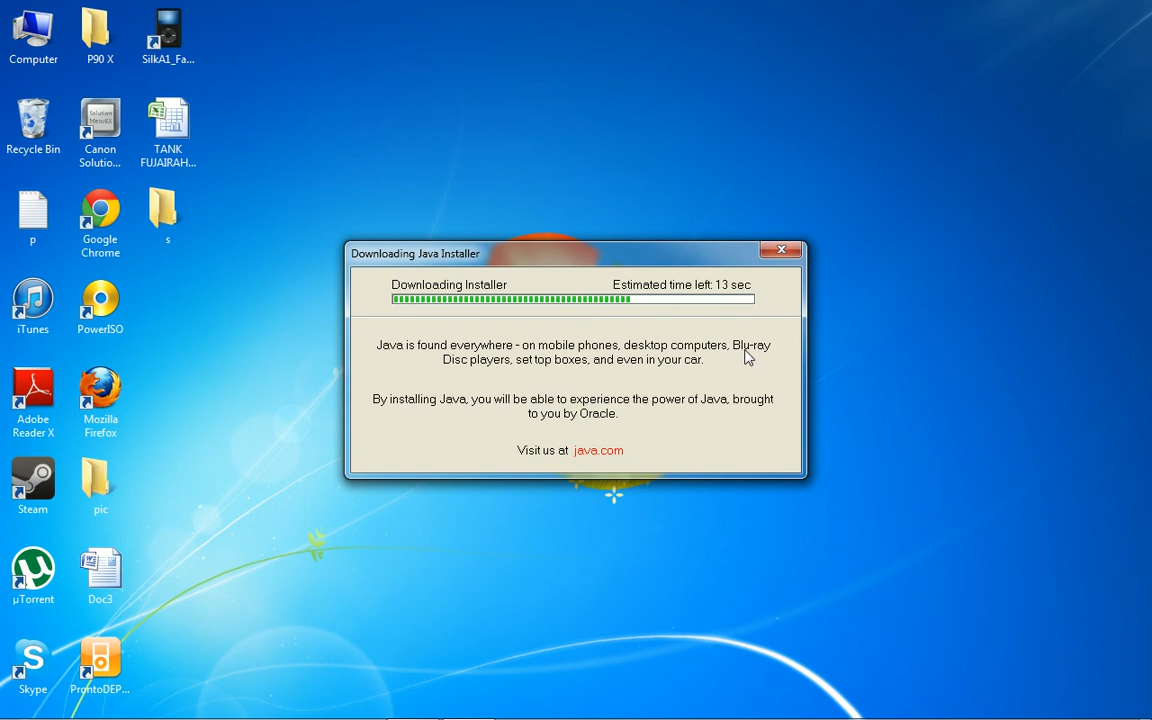 Computer
P90 X
SilkA1_Fa...
Recycle Bin
Canon
Solutio...
TANK
FUJAIRAH...
p
Google
Chrome
s
iTunes
PowerISO
Adobe
Reader X
Mozilla
Firefox
Steam
pic
µTorrent
Doc3
Skype
ProntoDEP...
Downloading Java Installer
Downloading Installer
Estimated time left: 13 sec
Java is found everywhere - on mobile phones, desktop computers, Blu-ray
Disc players, set top boxes, and even in your car.
By installing Java, you will be able to experience the power of Java, brought
to you by Oracle.
Visit us at java.com